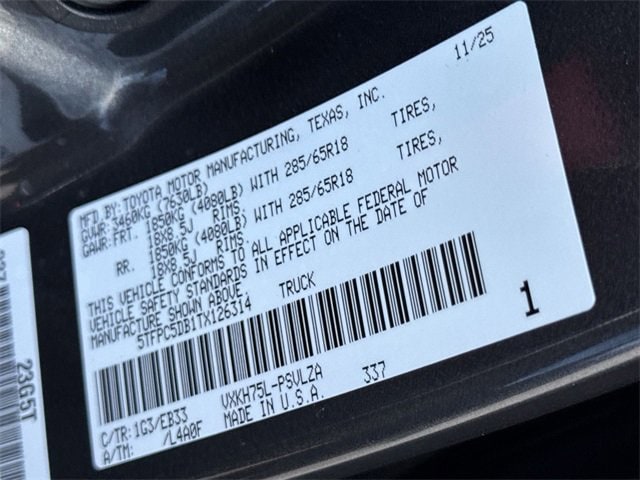 11/25
MFD.BY:TOYOTA MOTOR MANUFACTURING, TEXAS, INC.
GVWR:5460KG (7630LB)
GAWR:FRT. 1850KG (4080LB) WITH 285/65R18 TIRES,
18X8.5J RIMS.
RR. 1850KG (4080LB) WITH 285/65R18 TIRES,
18X8.5J RIMS.
THIS VEHICLE CONFORMS TO ALL APPLICABLE FEDERAL MOTOR
VEHICLE SAFETY STANDARDS IN EFFECT ON THE DATE OF
MANUFACTURE SHOWN ABOVE.
5TFPC5DB1TX126314 TRUCK
1
C/TR:1G3/EB33 VXKH75L-PSVLZA 337
A/TM: /L4A0F MADE IN U.S.A.
23G5T